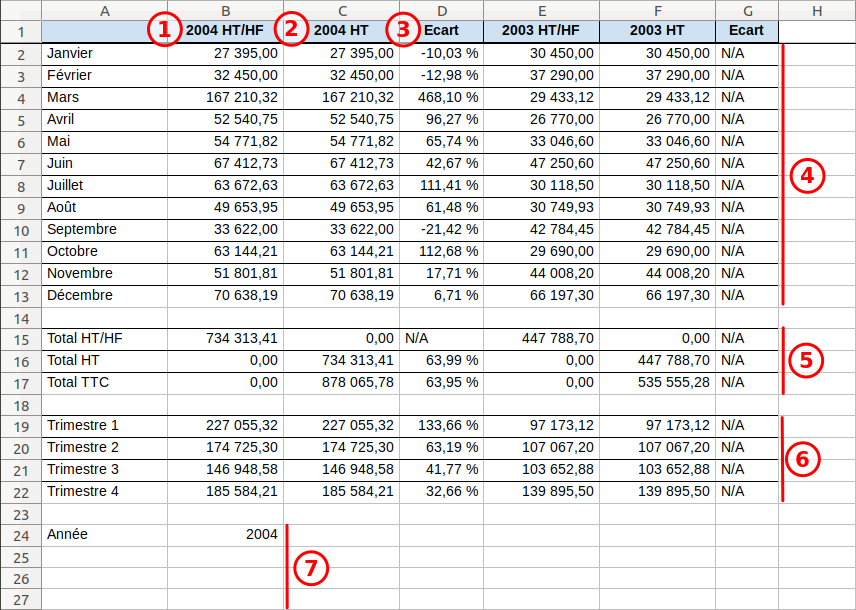 A B C D E F G H
1 ① 2004 HT/HF ② 2004 HT ③ Ecart 2003 HT/HF 2003 HT Ecart
2 Janvier 27 395,00 27 395,00 -10,03 % 30 450,00 30 450,00 N/A
3 Février 32 450,00 32 450,00 -12,98 % 37 290,00 37 290,00 N/A
4 Mars 167 210,32 167 210,32 468,10 % 29 433,12 29 433,12 N/A
5 Avril 52 540,75 52 540,75 96,27 % 26 770,00 26 770,00 N/A
6 Mai 54 771,82 54 771,82 65,74 % 33 046,60 33 046,60 N/A
7 Juin 67 412,73 67 412,73 42,67 % 47 250,60 47 250,60 N/A
8 Juillet 63 672,63 63 672,63 111,41 % 30 118,50 30 118,50 N/A ④
9 Août 49 653,95 49 653,95 61,48 % 30 749,93 30 749,93 N/A
10 Septembre 33 622,00 33 622,00 -21,42 % 42 784,45 42 784,45 N/A
11 Octobre 63 144,21 63 144,21 112,68 % 29 690,00 29 690,00 N/A
12 Novembre 51 801,81 51 801,81 17,71 % 44 008,20 44 008,20 N/A
13 Décembre 70 638,19 70 638,19 6,71 % 66 197,30 66 197,30 N/A
14
15 Total HT/HF 734 313,41 0,00 N/A 447 788,70 0,00 N/A
16 Total HT 0,00 734 313,41 63,99 % 0,00 447 788,70 N/A ⑤
17 Total TTC 0,00 878 065,78 63,95 % 0,00 535 555,28 N/A
18
19 Trimestre 1 227 055,32 227 055,32 133,66 % 97 173,12 97 173,12 N/A
20 Trimestre 2 174 725,30 174 725,30 63,19 % 107 067,20 107 067,20 N/A
21 Trimestre 3 146 948,58 146 948,58 41,77 % 103 652,88 103 652,88 N/A ⑥
22 Trimestre 4 185 584,21 185 584,21 32,66 % 139 895,50 139 895,50 N/A
23
24 Année 2004
25
26 ⑦
27